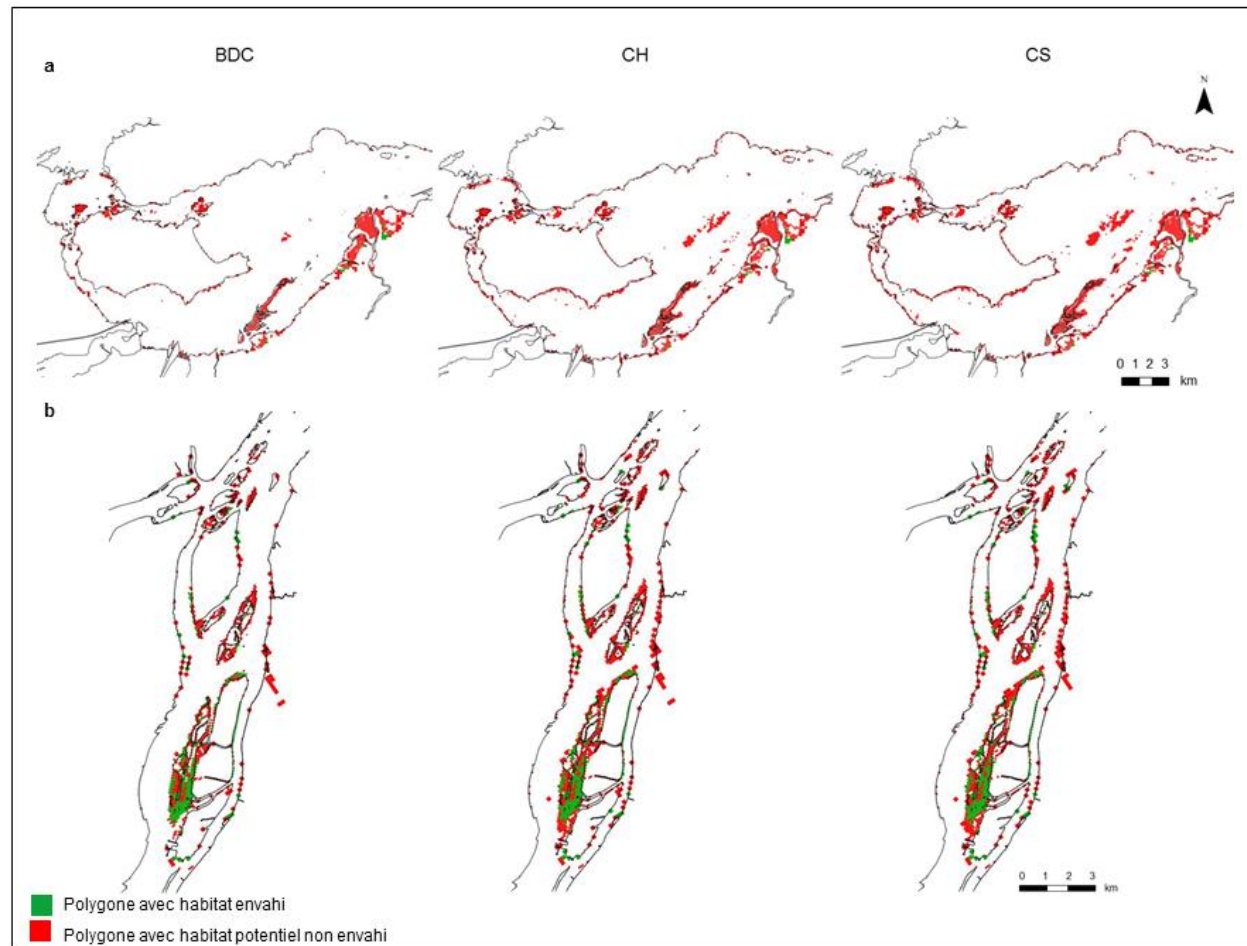 BDC CH CS
a
N
0 1 2 3
km
b
0 1 2 3
km
Polygone avec habitat envahi
Polygone avec habitat potentiel non envahi